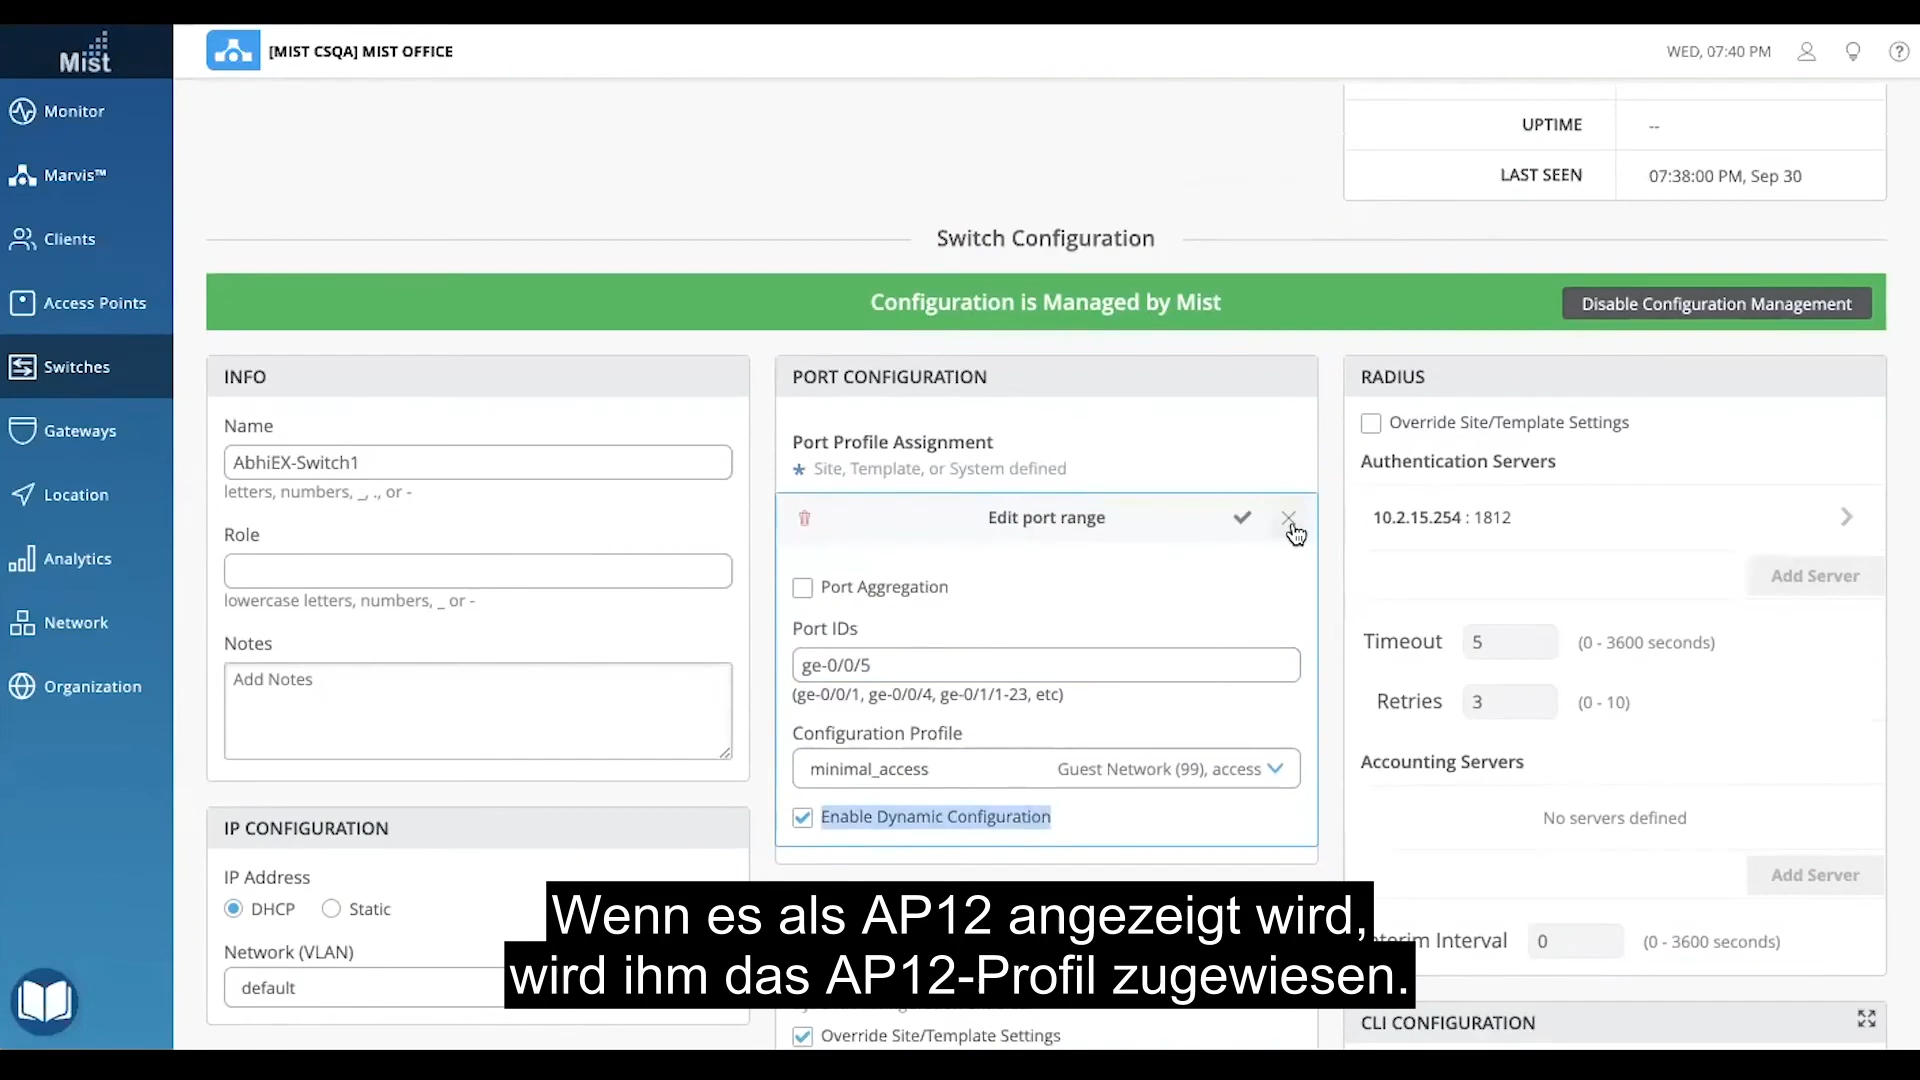 Mist
[MIST CSQA] MIST OFFICE
WED, 07:40 PM
Monitor
Marvis™
Clients
Access Points
Switches
Gateways
Location
Analytics
Network
Organization
UPTIME --
LAST SEEN 07:38:00 PM, Sep 30
Switch Configuration
Configuration is Managed by Mist
Disable Configuration Management
INFO
Name
AbhiEX-Switch1
letters, numbers, _, ., or -
Role
lowercase letters, numbers, _ or -
Notes
Add Notes
IP CONFIGURATION
IP Address
DHCP Static
Network (VLAN)
default
PORT CONFIGURATION
Port Profile Assignment
* Site, Template, or System defined
Edit port range
Port Aggregation
Port IDs
ge-0/0/5
(ge-0/0/1, ge-0/0/4, ge-0/1/1-23, etc)
Configuration Profile
minimal_access Guest Network (99), access
Enable Dynamic Configuration
Override Site/Template Settings
RADIUS
Override Site/Template Settings
Authentication Servers
10.2.15.254 : 1812
Add Server
Timeout 5 (0 - 3600 seconds)
Retries 3 (0 - 10)
Accounting Servers
No servers defined
Add Server
Interval 0 (0 - 3600 seconds)
CLI CONFIGURATION
Wenn es als AP12 angezeigt wird,
wird ihm das AP12-Profil zugewiesen.